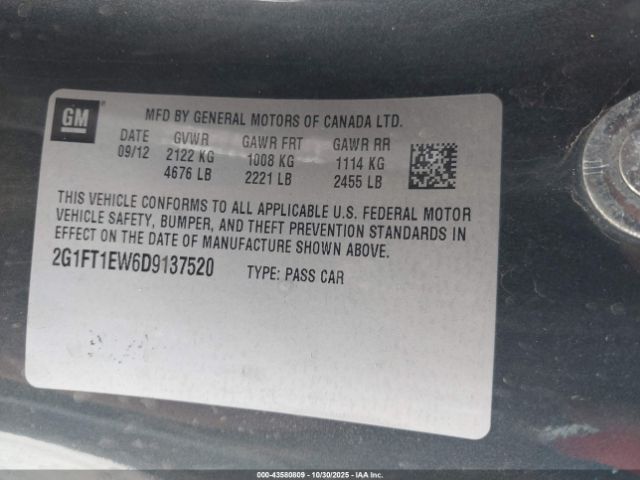 GM
MFD BY GENERAL MOTORS OF CANADA LTD.
DATE GVWR GAWR FRT GAWR RR
09/12 2122 KG 1008 KG 1114 KG
4676 LB 2221 LB 2455 LB
THIS VEHICLE CONFORMS TO ALL APPLICABLE U.S. FEDERAL MOTOR
VEHICLE SAFETY, BUMPER, AND THEFT PREVENTION STANDARDS IN
EFFECT ON THE DATE OF MANUFACTURE SHOWN ABOVE.
2G1FT1EW6D9137520 TYPE: PASS CAR
000-43580809 • 10/30/2025 • IAAI.COM